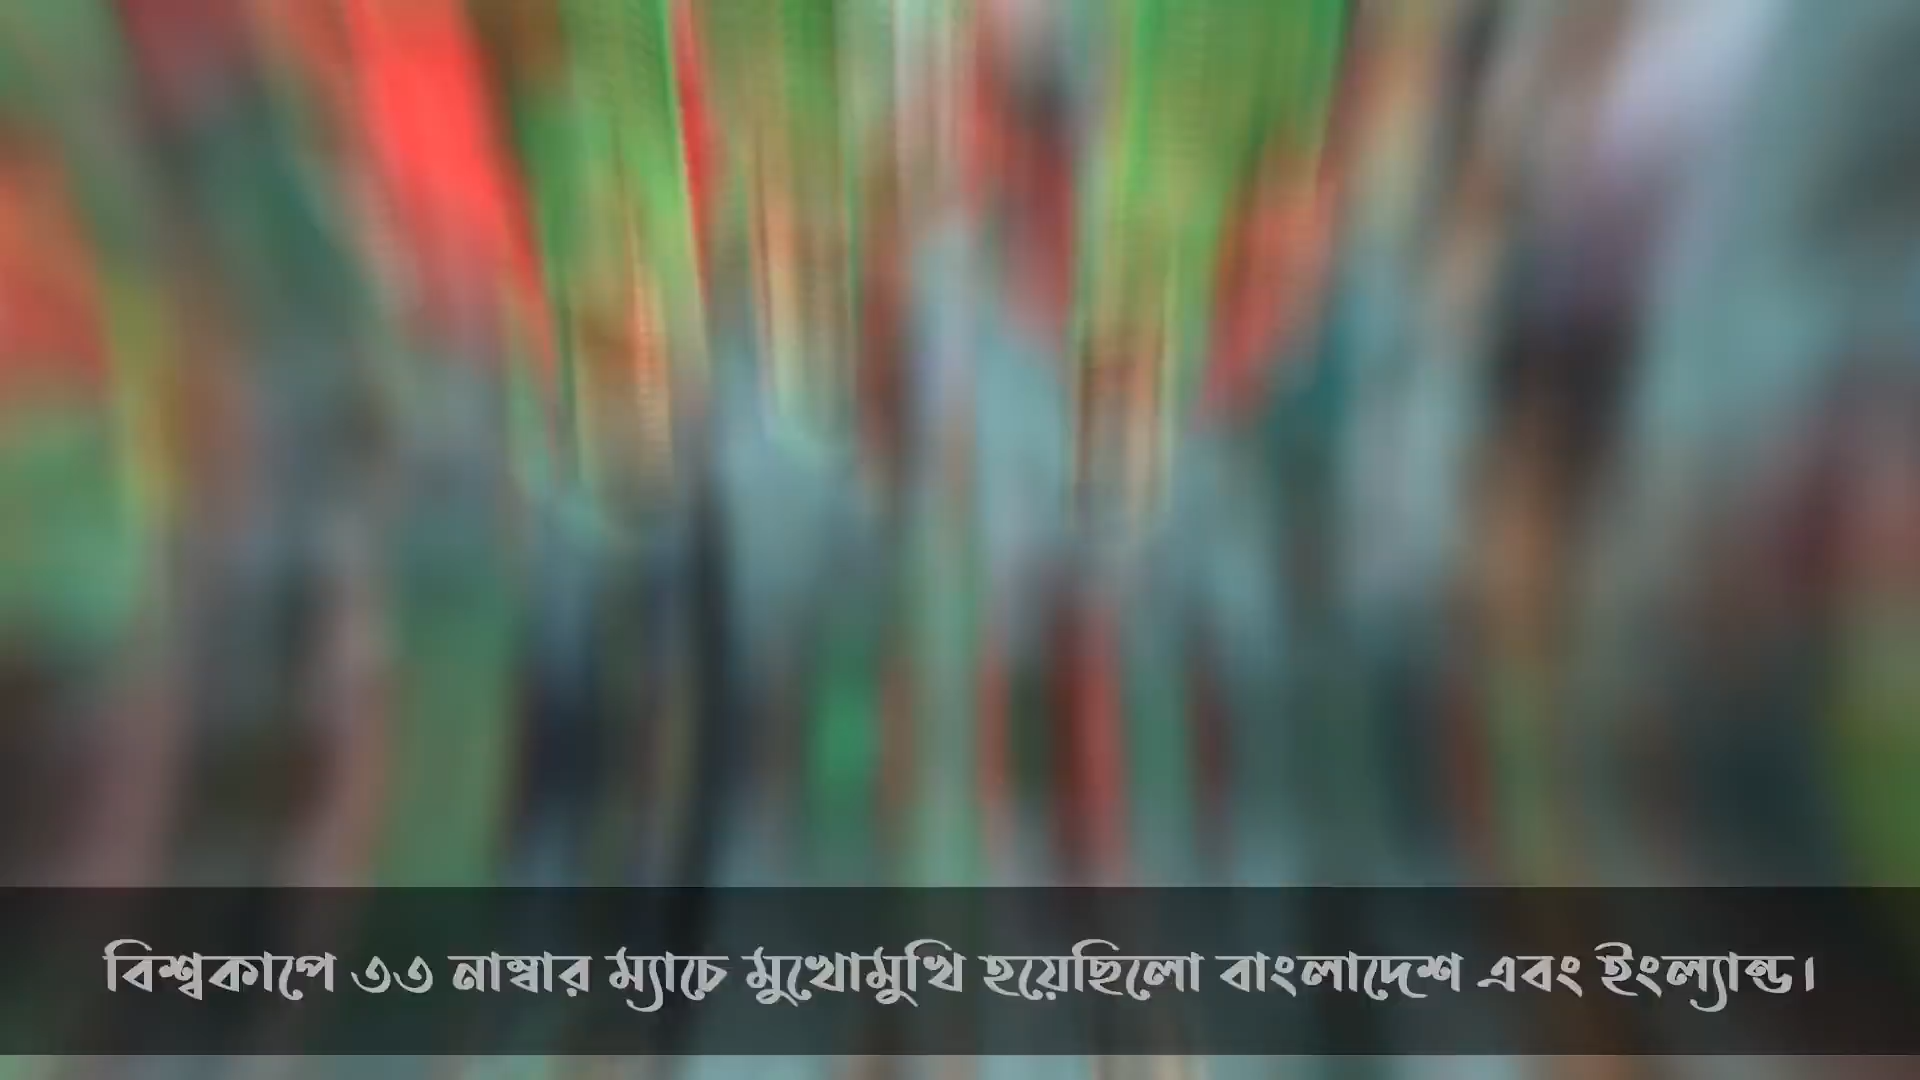 বিশ্বকাপে ৩৩ নাম্বার ম্যাচে মুখোমুখি হয়েছিলো বাংলাদেশ এবং ইংল্যান্ড।